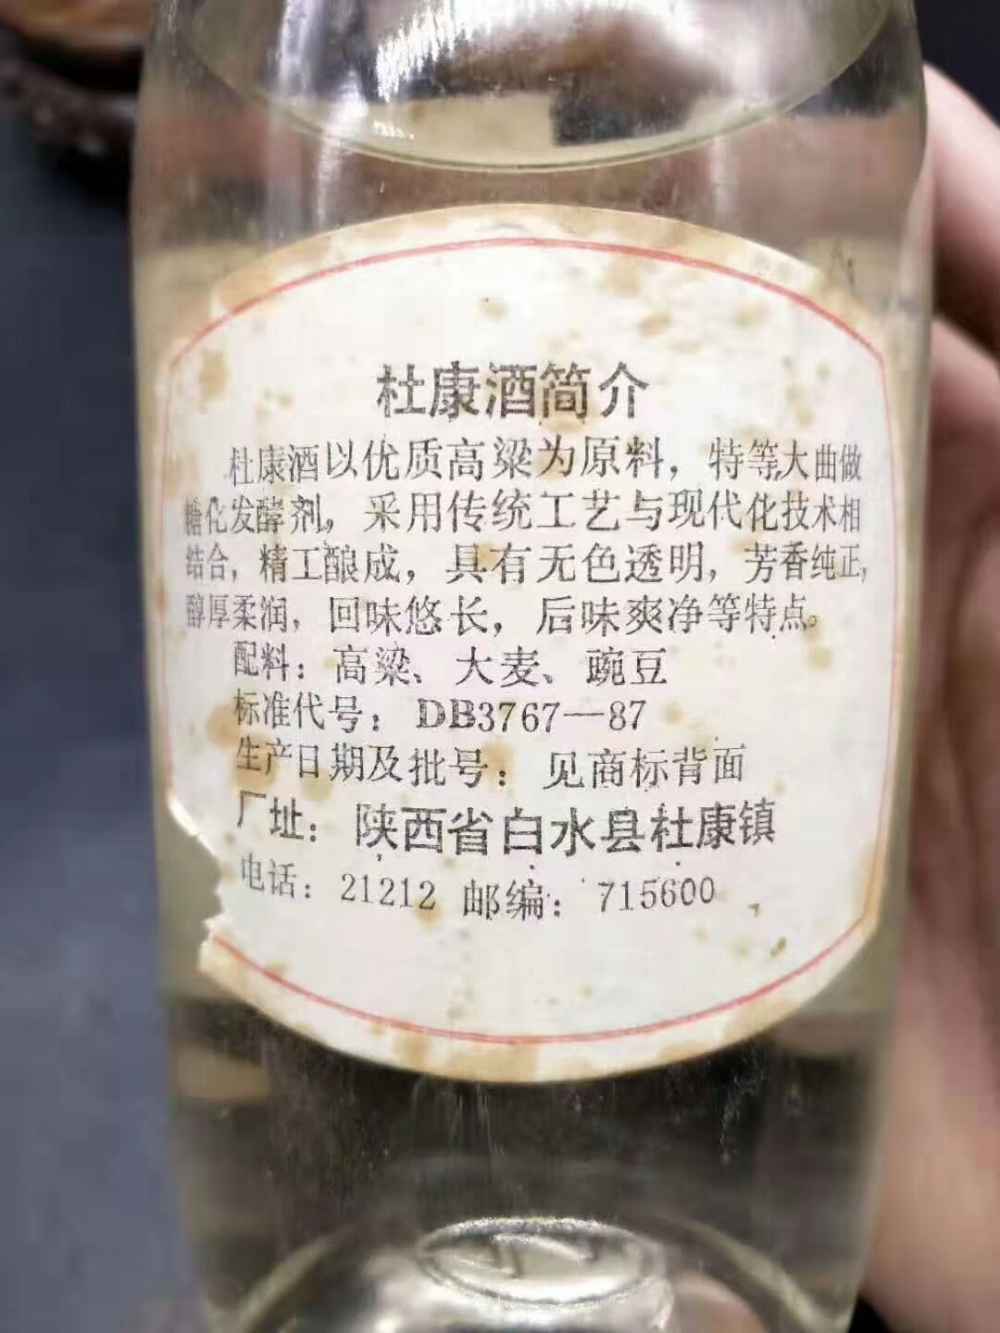 杜康酒简介
杜康酒以优质高粱为原料，特等大曲做
糖化发酵剂，采用传统工艺与现代化技术相
结合，精工酿成，具有无色透明，芳香纯正，
醇厚柔润，回味悠长，后味爽净等特点。
配料：高粱、大麦、豌豆
标准代号：DB3767—87
生产日期及批号：见商标背面
厂址：陕西省白水县杜康镇
电话：21212 邮编：715600